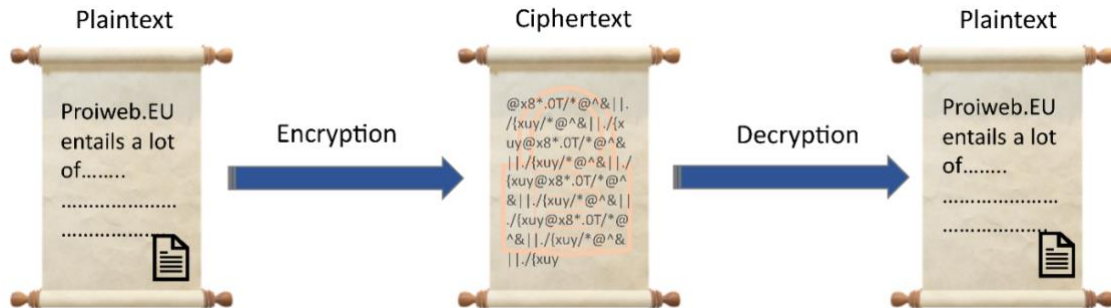 Plaintext
Ciphertext
Plaintext
Proiweb.EU
entails a lot
of........
.....................
....................
Encryption
@x8*.0T/*@^&||.
/{xuy/*@^&||./{x
uy@x8*.0T/*@^&
||./{xuy/*@^&||./
{xuy@x8*.0T/*@^
&||./{xuy/*@^&||
./{xuy@x8*.0T/*@
^&||./{xuy/*@^&
||./{xuy
Decryption
Proiweb.EU
entails a lot
of........
.....................
...................